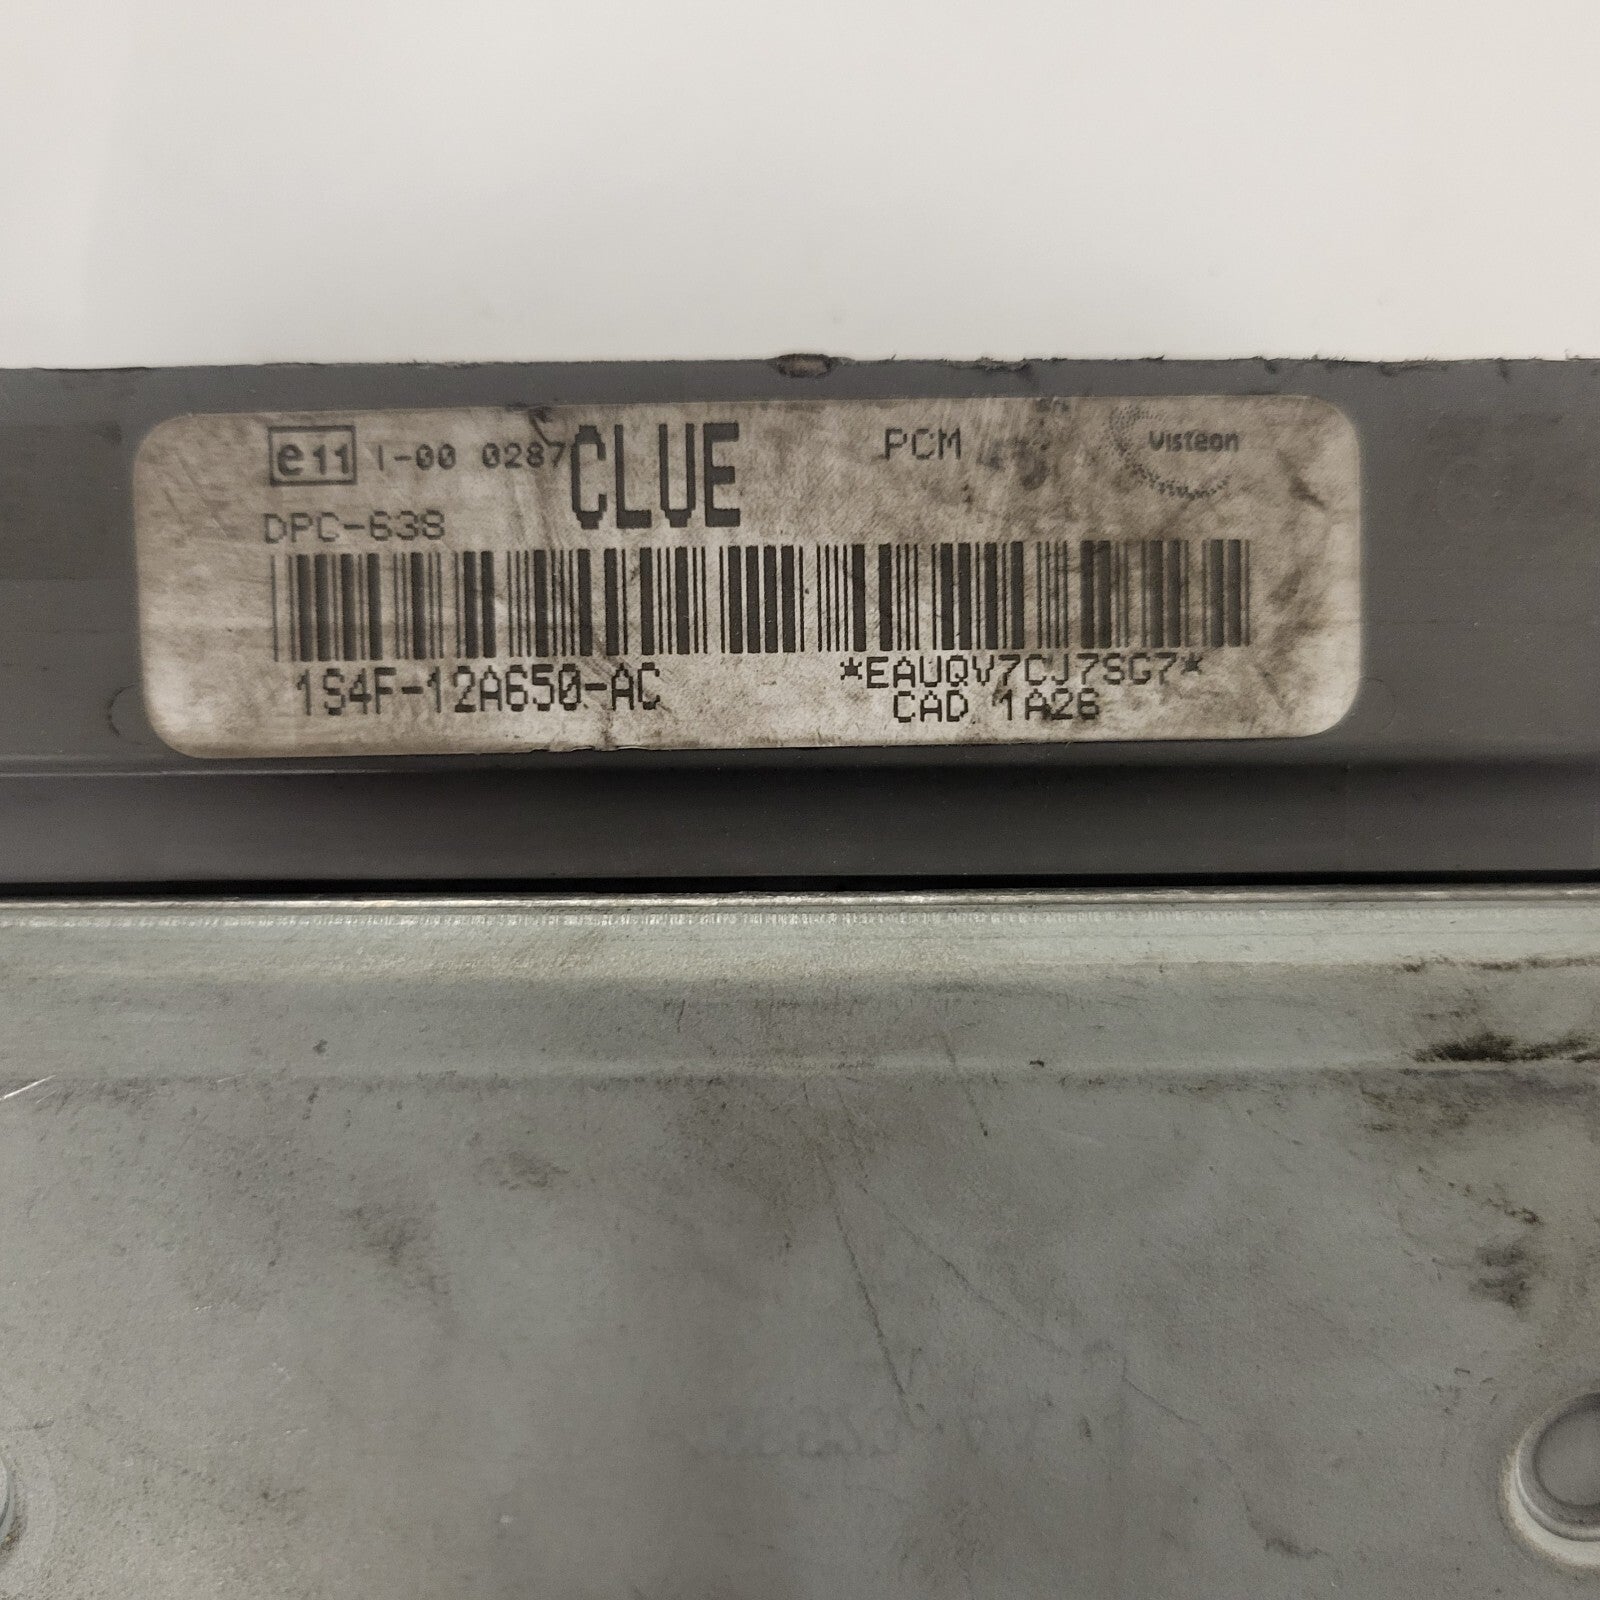 e11 I-00 0287 CLUE PCM Visteon
DPC-638
1S4F-12A650-AC *EAUQV7CJ7SG7*
CAD 1A26